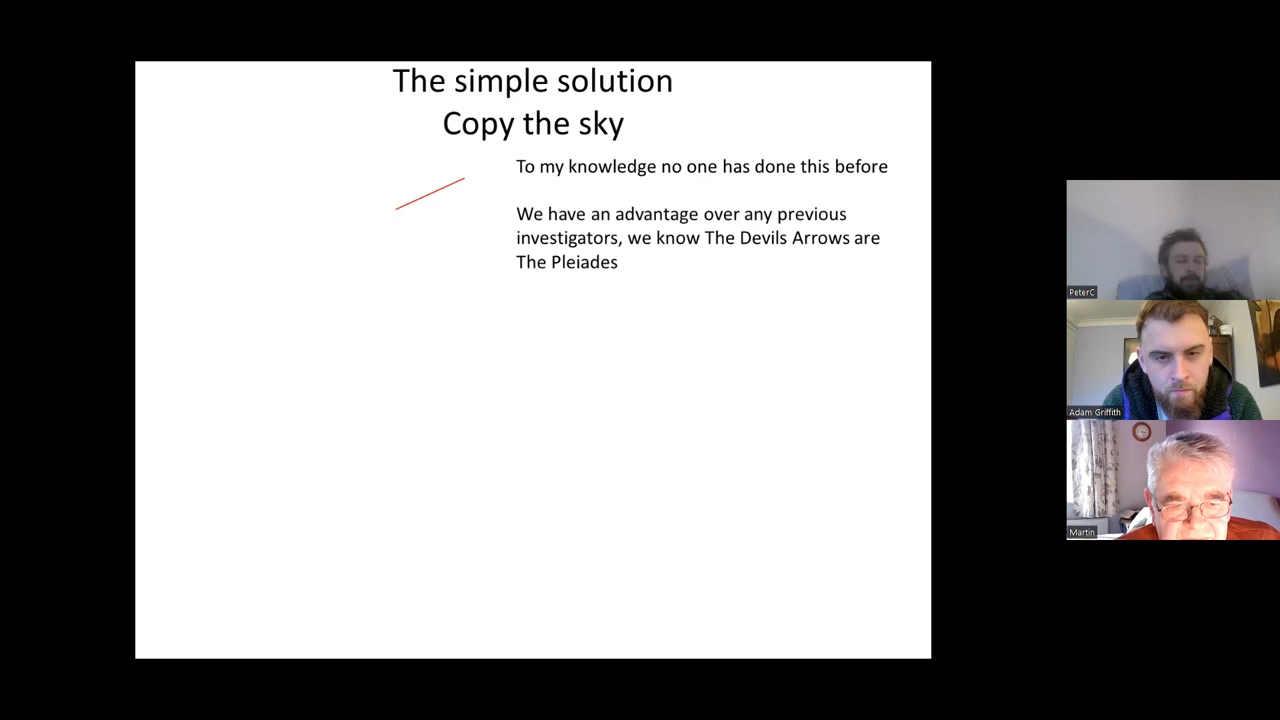 The simple solution
Copy the sky
To my knowledge no one has done this before
We have an advantage over any previous
investigators, we know The Devils Arrows are
The Pleiades
PeterC
Adam Griffith
Martin